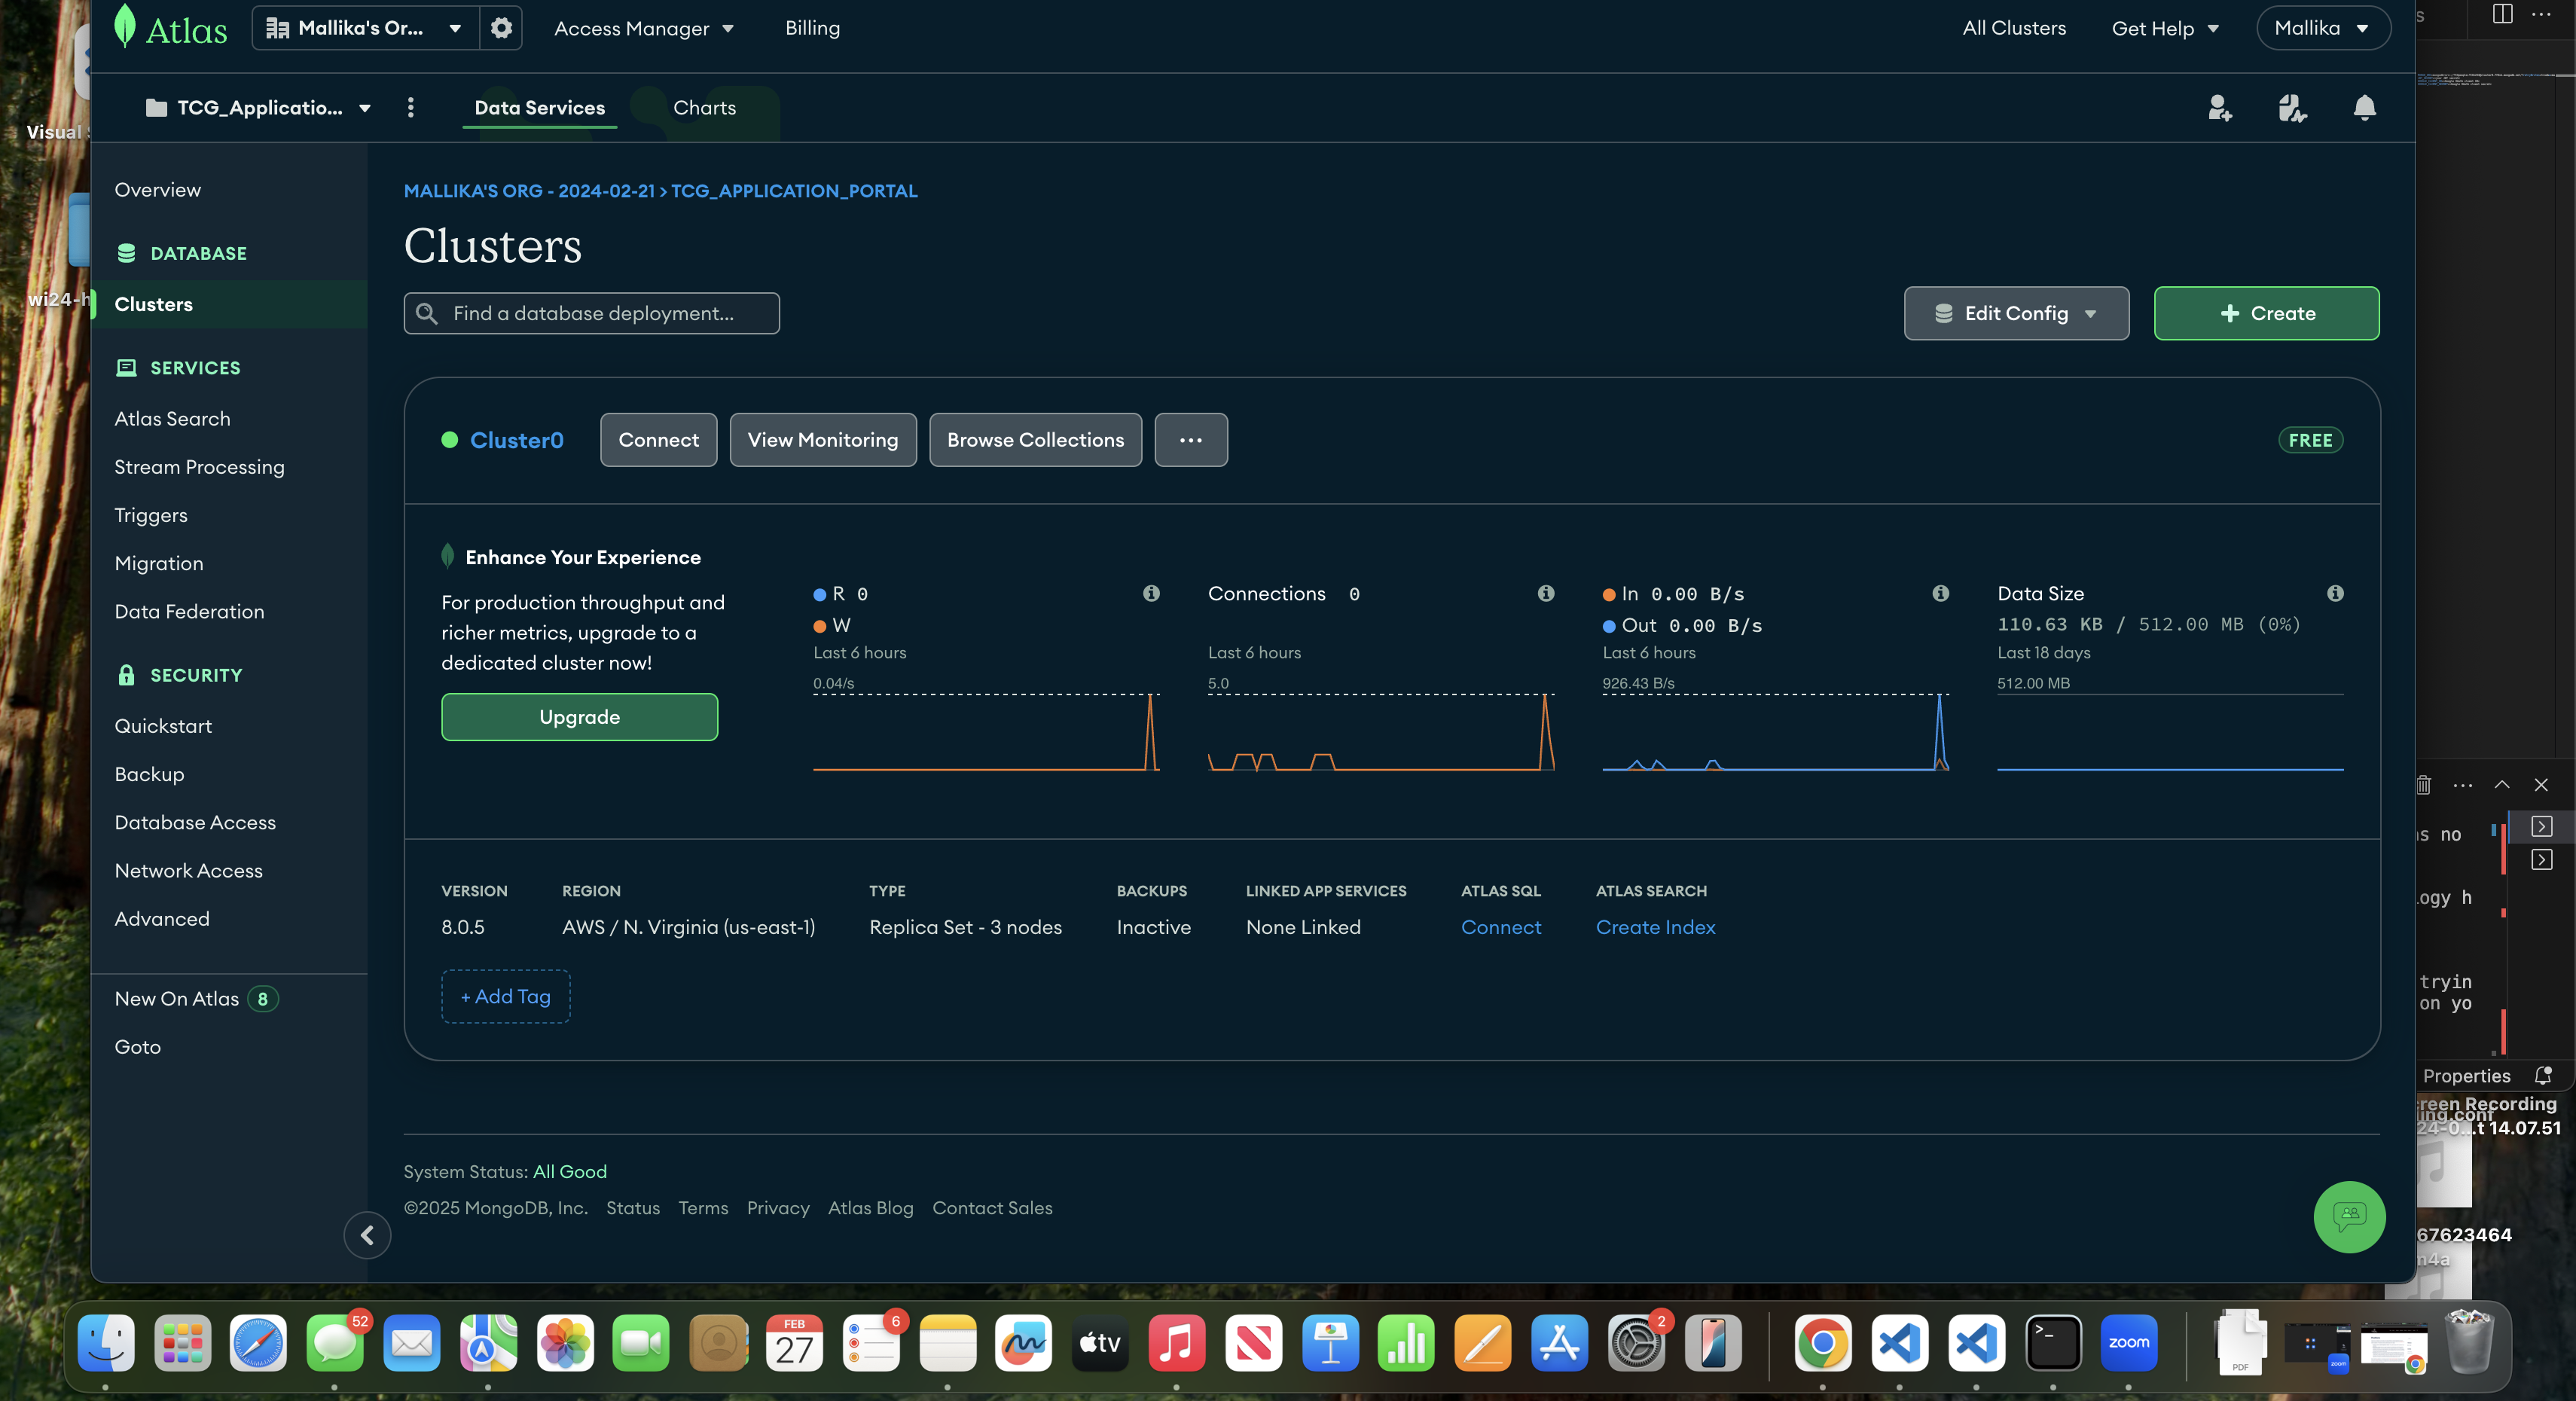 Atlas
Mallika's Or...
Access Manager
Billing
All Clusters
Get Help
Mallika
TCG_Applicatio...
Data Services
Charts
Visual
wi24-h
Overview
DATABASE
Clusters
SERVICES
Atlas Search
Stream Processing
Triggers
Migration
Data Federation
SECURITY
Quickstart
Backup
Database Access
Network Access
Advanced
New On Atlas 8
Goto
MALLIKA'S ORG - 2024-02-21 > TCG_APPLICATION_PORTAL
Clusters
Find a database deployment...
Edit Config
+ Create
Cluster0
Connect
View Monitoring
Browse Collections
...
FREE
Enhance Your Experience
For production throughput and
richer metrics, upgrade to a
dedicated cluster now!
Upgrade
R 0
W
Last 6 hours
0.04/s
Connections 0
Last 6 hours
5.0
In 0.00 B/s
Out 0.00 B/s
Last 6 hours
926.43 B/s
Data Size
110.63 KB / 512.00 MB (0%)
Last 18 days
512.00 MB
VERSION REGION TYPE BACKUPS LINKED APP SERVICES ATLAS SQL ATLAS SEARCH
8.0.5 AWS / N. Virginia (us-east-1) Replica Set - 3 nodes Inactive None Linked Connect Create Index
+ Add Tag
System Status: All Good
©2025 MongoDB, Inc. Status Terms Privacy Atlas Blog Contact Sales
s no
ogy h
tryin
on yo
Properties
reen Recording
ng.conf
24-0...t 14.07.51
67623464
m4a
52
FEB
27
6
tv
2
>_
zoom
PDF
zoom